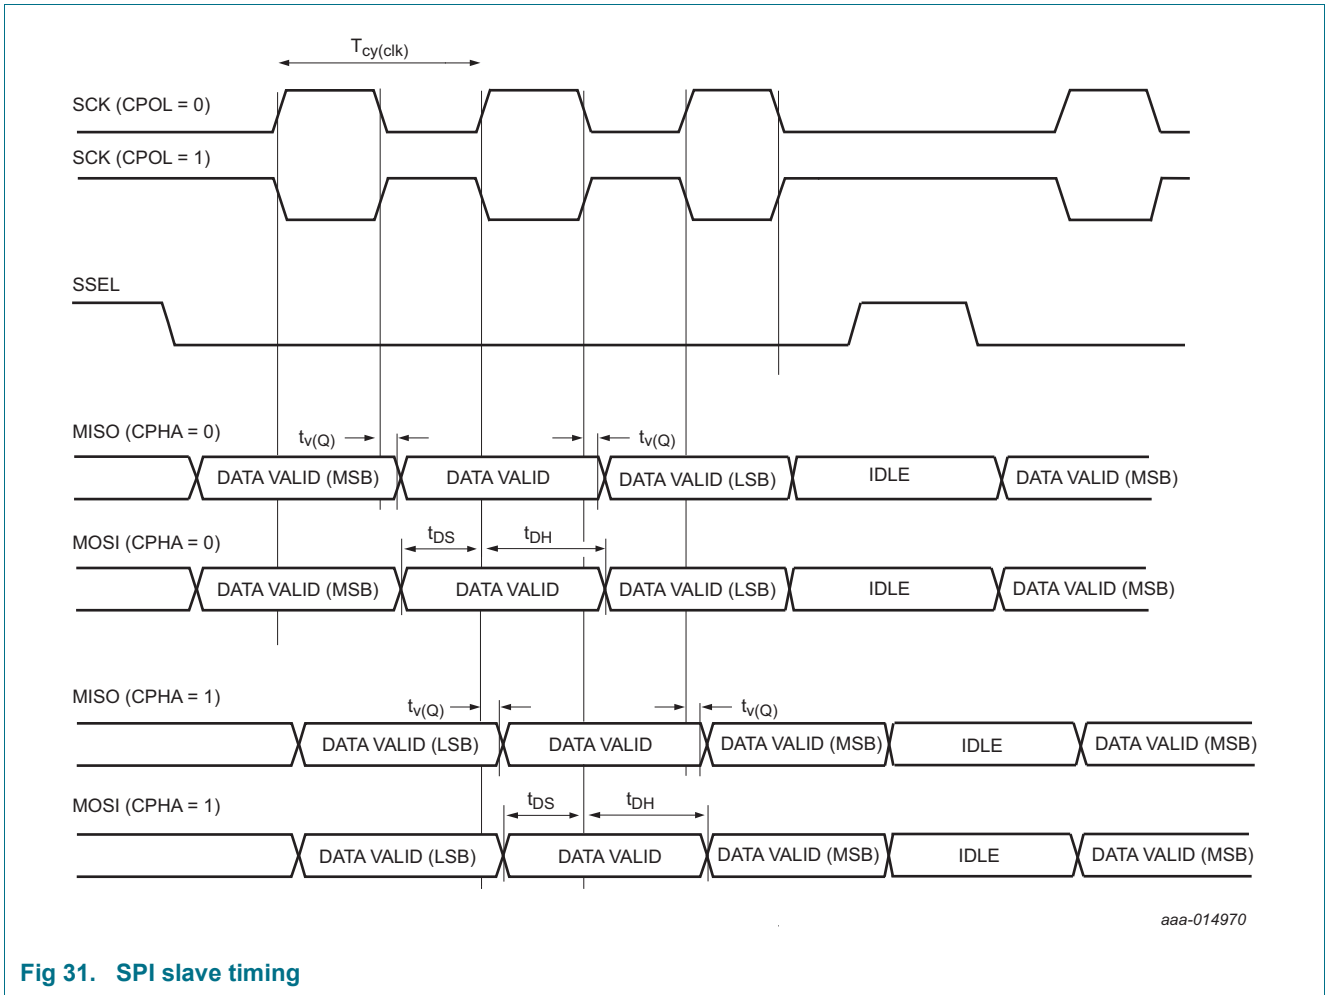 Tcy(clk)
SCK (CPOL = 0)
SCK (CPOL = 1)
SSEL
MISO (CPHA = 0)
tv(Q) tv(Q)
DATA VALID (MSB) DATA VALID DATA VALID (LSB) IDLE DATA VALID (MSB)
MOSI (CPHA = 0)
tDS tDH
DATA VALID (MSB) DATA VALID DATA VALID (LSB) IDLE DATA VALID (MSB)
MISO (CPHA = 1)
tv(Q) tv(Q)
DATA VALID (LSB) DATA VALID DATA VALID (MSB) IDLE DATA VALID (MSB)
MOSI (CPHA = 1)
tDS tDH
DATA VALID (LSB) DATA VALID DATA VALID (MSB) IDLE DATA VALID (MSB)
aaa-014970
Fig 31. SPI slave timing